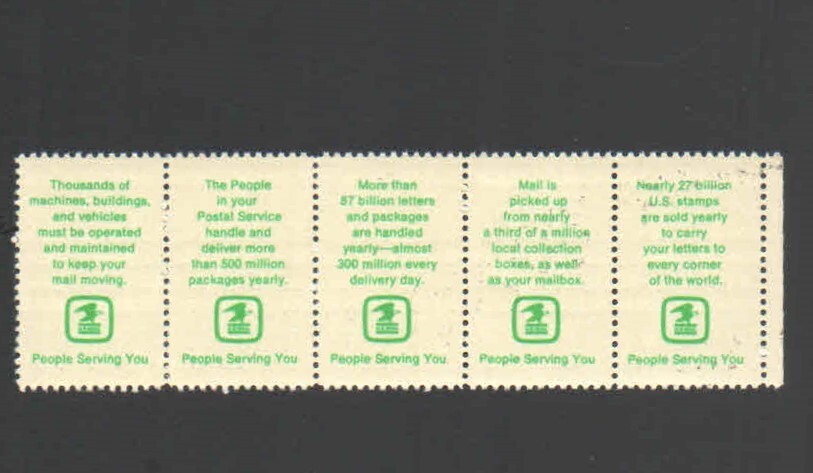 Thousands of
machines, buildings,
and vehicles
must be operated
and maintained
to keep your
mail moving.
People Serving You
The People
in your
Postal Service
handle and
deliver more
than 500 million
packages yearly.
People Serving You
More than
87 billion letters
and packages
are handled
yearly—almost
300 million every
delivery day.
People Serving You
Mail is
picked up
from nearly
a third of a million
local collection
boxes, as well
as your mailbox.
People Serving You
Nearly 27 billion
U.S. stamps
are sold yearly
to carry
your letters to
every corner
of the world.
People Serving You